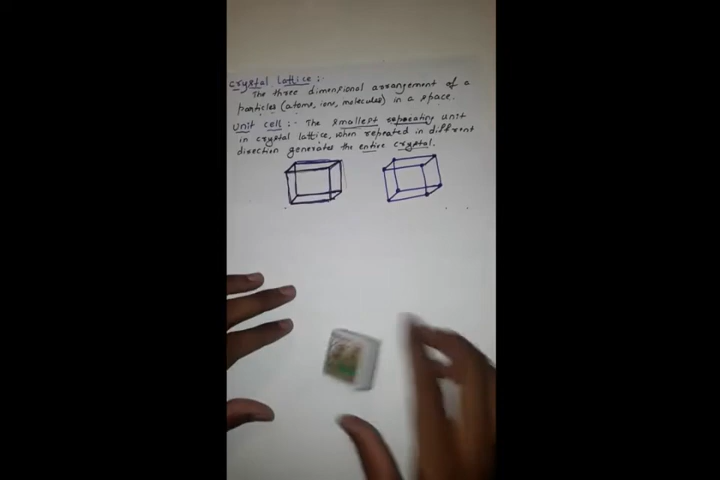 crystal lattice :-
The three dimensional arrangement of a
particles (atoms, ions, molecules) in a space.
Unit cell :- The smallest repeating unit
in crystal lattice, when repeated in different
direction generates the entire crystal.